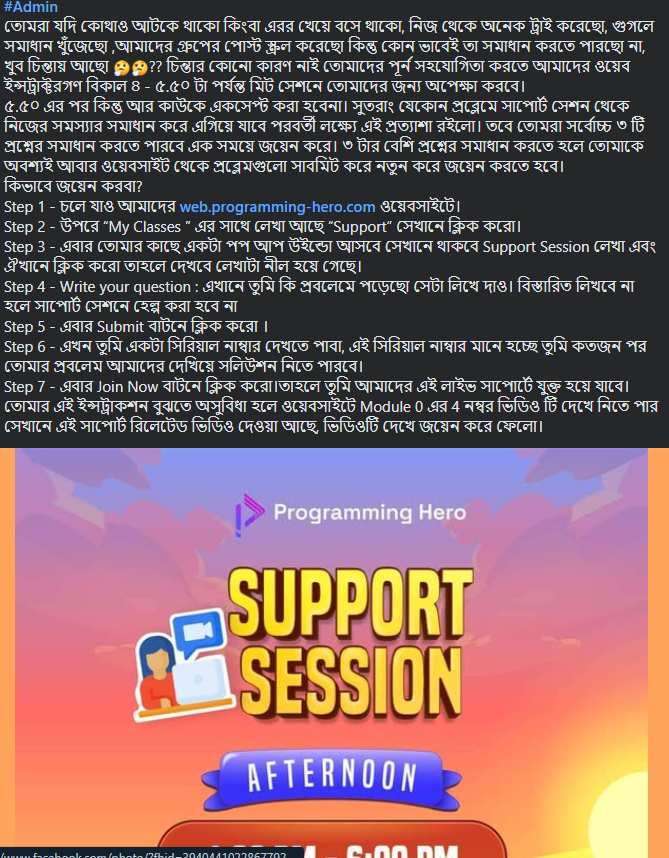 #Admin
তোমরা যদি কোথাও আটকে থাকো কিংবা এরর খেয়ে বসে থাকো, নিজ থেকে অনেক ট্রাই করেছো, গুগলে
সমাধান খুঁজেছো ,আমাদের গ্রুপের পোস্ট স্ক্রল করেছো কিন্তু কোন ভাবেই তা সমাধান করতে পারছো না,
খুব চিন্তায় আছো 🤔🤔?? চিন্তার কোনো কারণ নাই তোমাদের পূর্ন সহযোগিতা করতে আমাদের ওয়েব
ইন্সট্রাক্টরগণ বিকাল ৪ - ৫.৫০ টা পর্যন্ত মিট সেশনে তোমাদের জন্য অপেক্ষা করবে।
৫.৫০ এর পর কিন্তু আর কাউকে একসেপ্ট করা হবেনা। সুতরাং যেকোন প্রব্লেমে সাপোর্ট সেশন থেকে
নিজের সমস্যার সমাধান করে এগিয়ে যাবে পরবর্তী লক্ষ্যে এই প্রত্যাশা রইলো। তবে তোমরা সর্বোচ্চ ৩ টি
প্রশ্নের সমাধান করতে পারবে এক সময়ে জয়েন করে। ৩ টার বেশি প্রশ্নের সমাধান করতে হলে তোমাকে
অবশ্যই আবার ওয়েবসাইট থেকে প্রব্লেমগুলো সাবমিট করে নতুন করে জয়েন করতে হবে।
কিভাবে জয়েন করবা?
Step 1 - চলে যাও আমাদের web.programming-hero.com ওয়েবসাইটে।
Step 2 - উপরে “My Classes ” এর সাথে লেখা আছে “Support” সেখানে ক্লিক করো।
Step 3 - এবার তোমার কাছে একটা পপ আপ উইন্ডো আসবে সেখানে থাকবে Support Session লেখা এবং
ঐখানে ক্লিক করো তাহলে দেখবে লেখাটা নীল হয়ে গেছে।
Step 4 - Write your question : এখানে তুমি কি প্রবলেমে পড়েছো সেটা লিখে দাও। বিস্তারিত লিখবে না
হলে সাপোর্ট সেশনে হেল্প করা হবে না
Step 5 - এবার Submit বাটনে ক্লিক করো ।
Step 6 - এখন তুমি একটা সিরিয়াল নাম্বার দেখতে পাবা, এই সিরিয়াল নাম্বার মানে হচ্ছে তুমি কতজন পর
তোমার প্রবলেম আমাদের দেখিয়ে সলিউশন নিতে পারবে।
Step 7 - এবার Join Now বাটনে ক্লিক করো।তাহলে তুমি আমাদের এই লাইভ সাপোর্টে যুক্ত হয়ে যাবে।
তোমার এই ইন্সট্রাকশন বুঝতে অসুবিধা হলে ওয়েবসাইটে Module 0 এর 4 নম্বর ভিডিও টি দেখে নিতে পার
সেখানে এই সাপোর্ট রিলেটেড ভিডিও দেওয়া আছে, ভিডিওটি দেখে জয়েন করে ফেলো।
Programming Hero
SUPPORT
SESSION
AFTERNOON